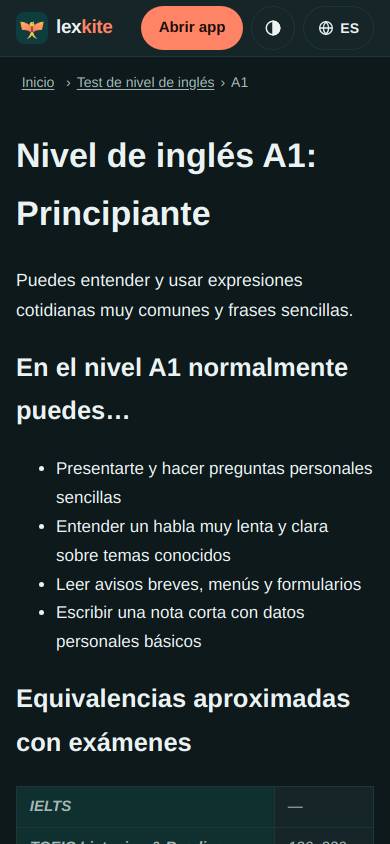 lexkite
Abrir app
ES
Inicio › Test de nivel de inglés › A1
Nivel de inglés A1:
Principiante
Puedes entender y usar expresiones
cotidianas muy comunes y frases sencillas.
En el nivel A1 normalmente
puedes…
• Presentarte y hacer preguntas personales
sencillas
• Entender un habla muy lenta y clara
sobre temas conocidos
• Leer avisos breves, menús y formularios
• Escribir una nota corta con datos
personales básicos
Equivalencias aproximadas
con exámenes
IELTS —